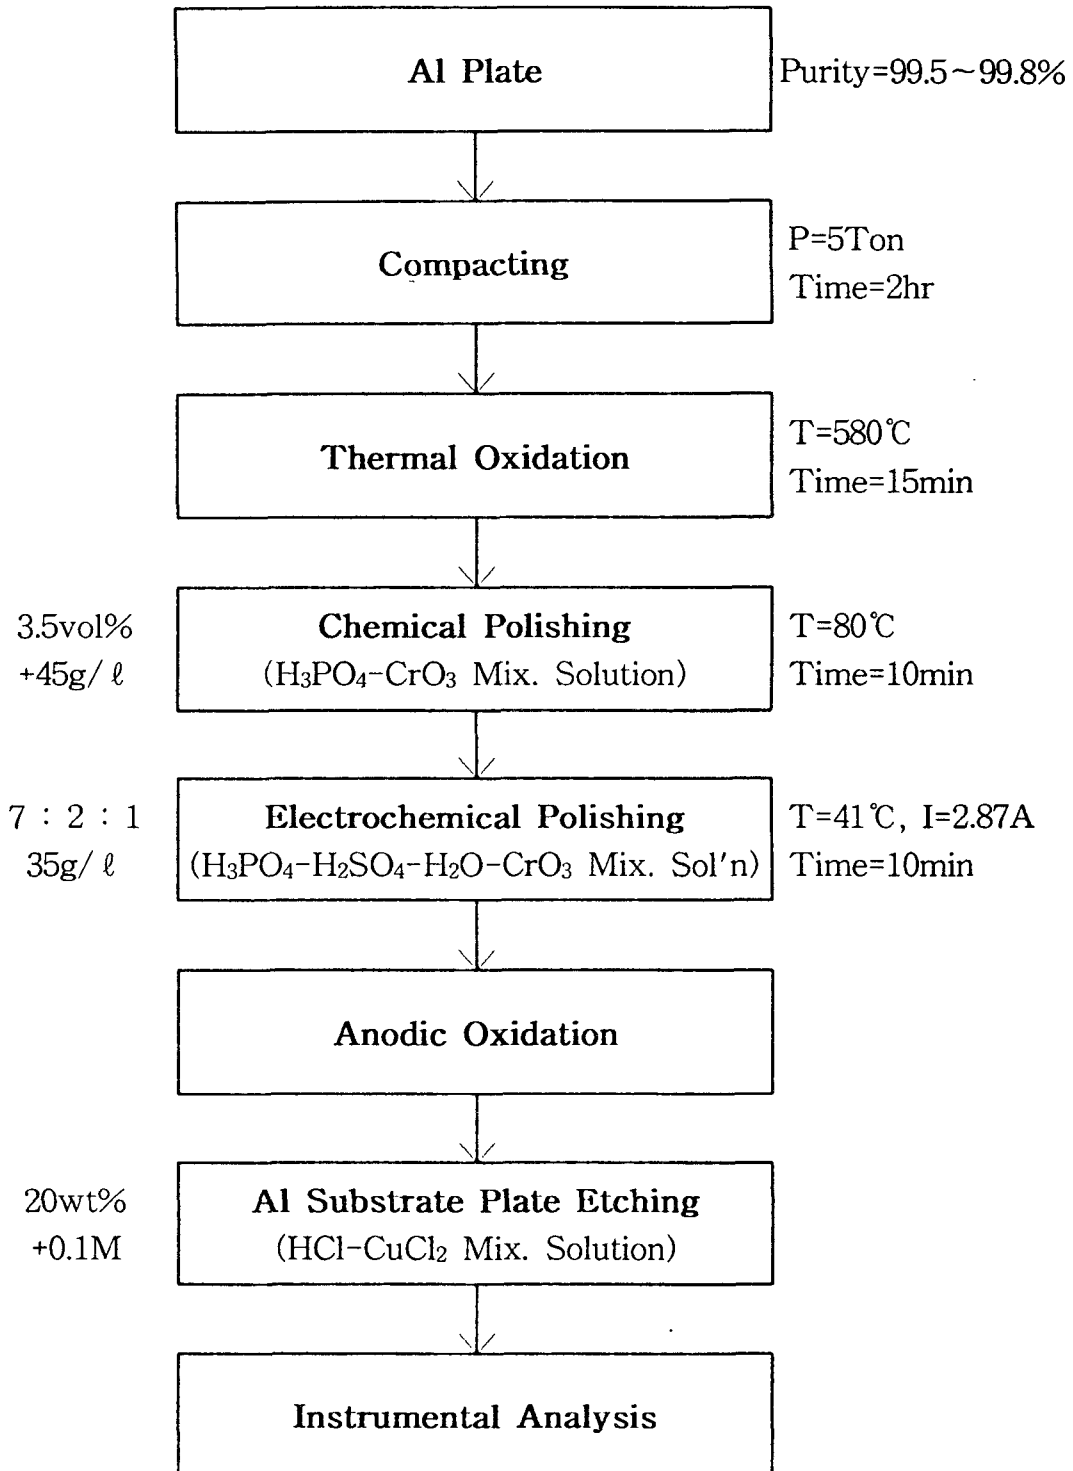 Al Plate
Purity=99.5~99.8%
Compacting
P=5Ton
Time=2hr
Thermal Oxidation
T=580℃
Time=15min
3.5vol%
+45g/ℓ
Chemical Polishing
(H₃PO₄-CrO₃ Mix. Solution)
T=80℃
Time=10min
7 : 2 : 1
35g/ℓ
Electrochemical Polishing
(H₃PO₄-H₂SO₄-H₂O-CrO₃ Mix. Sol'n)
T=41℃, I=2.87A
Time=10min
Anodic Oxidation
20wt%
+0.1M
Al Substrate Plate Etching
(HCl-CuCl₂ Mix. Solution)
Instrumental Analysis